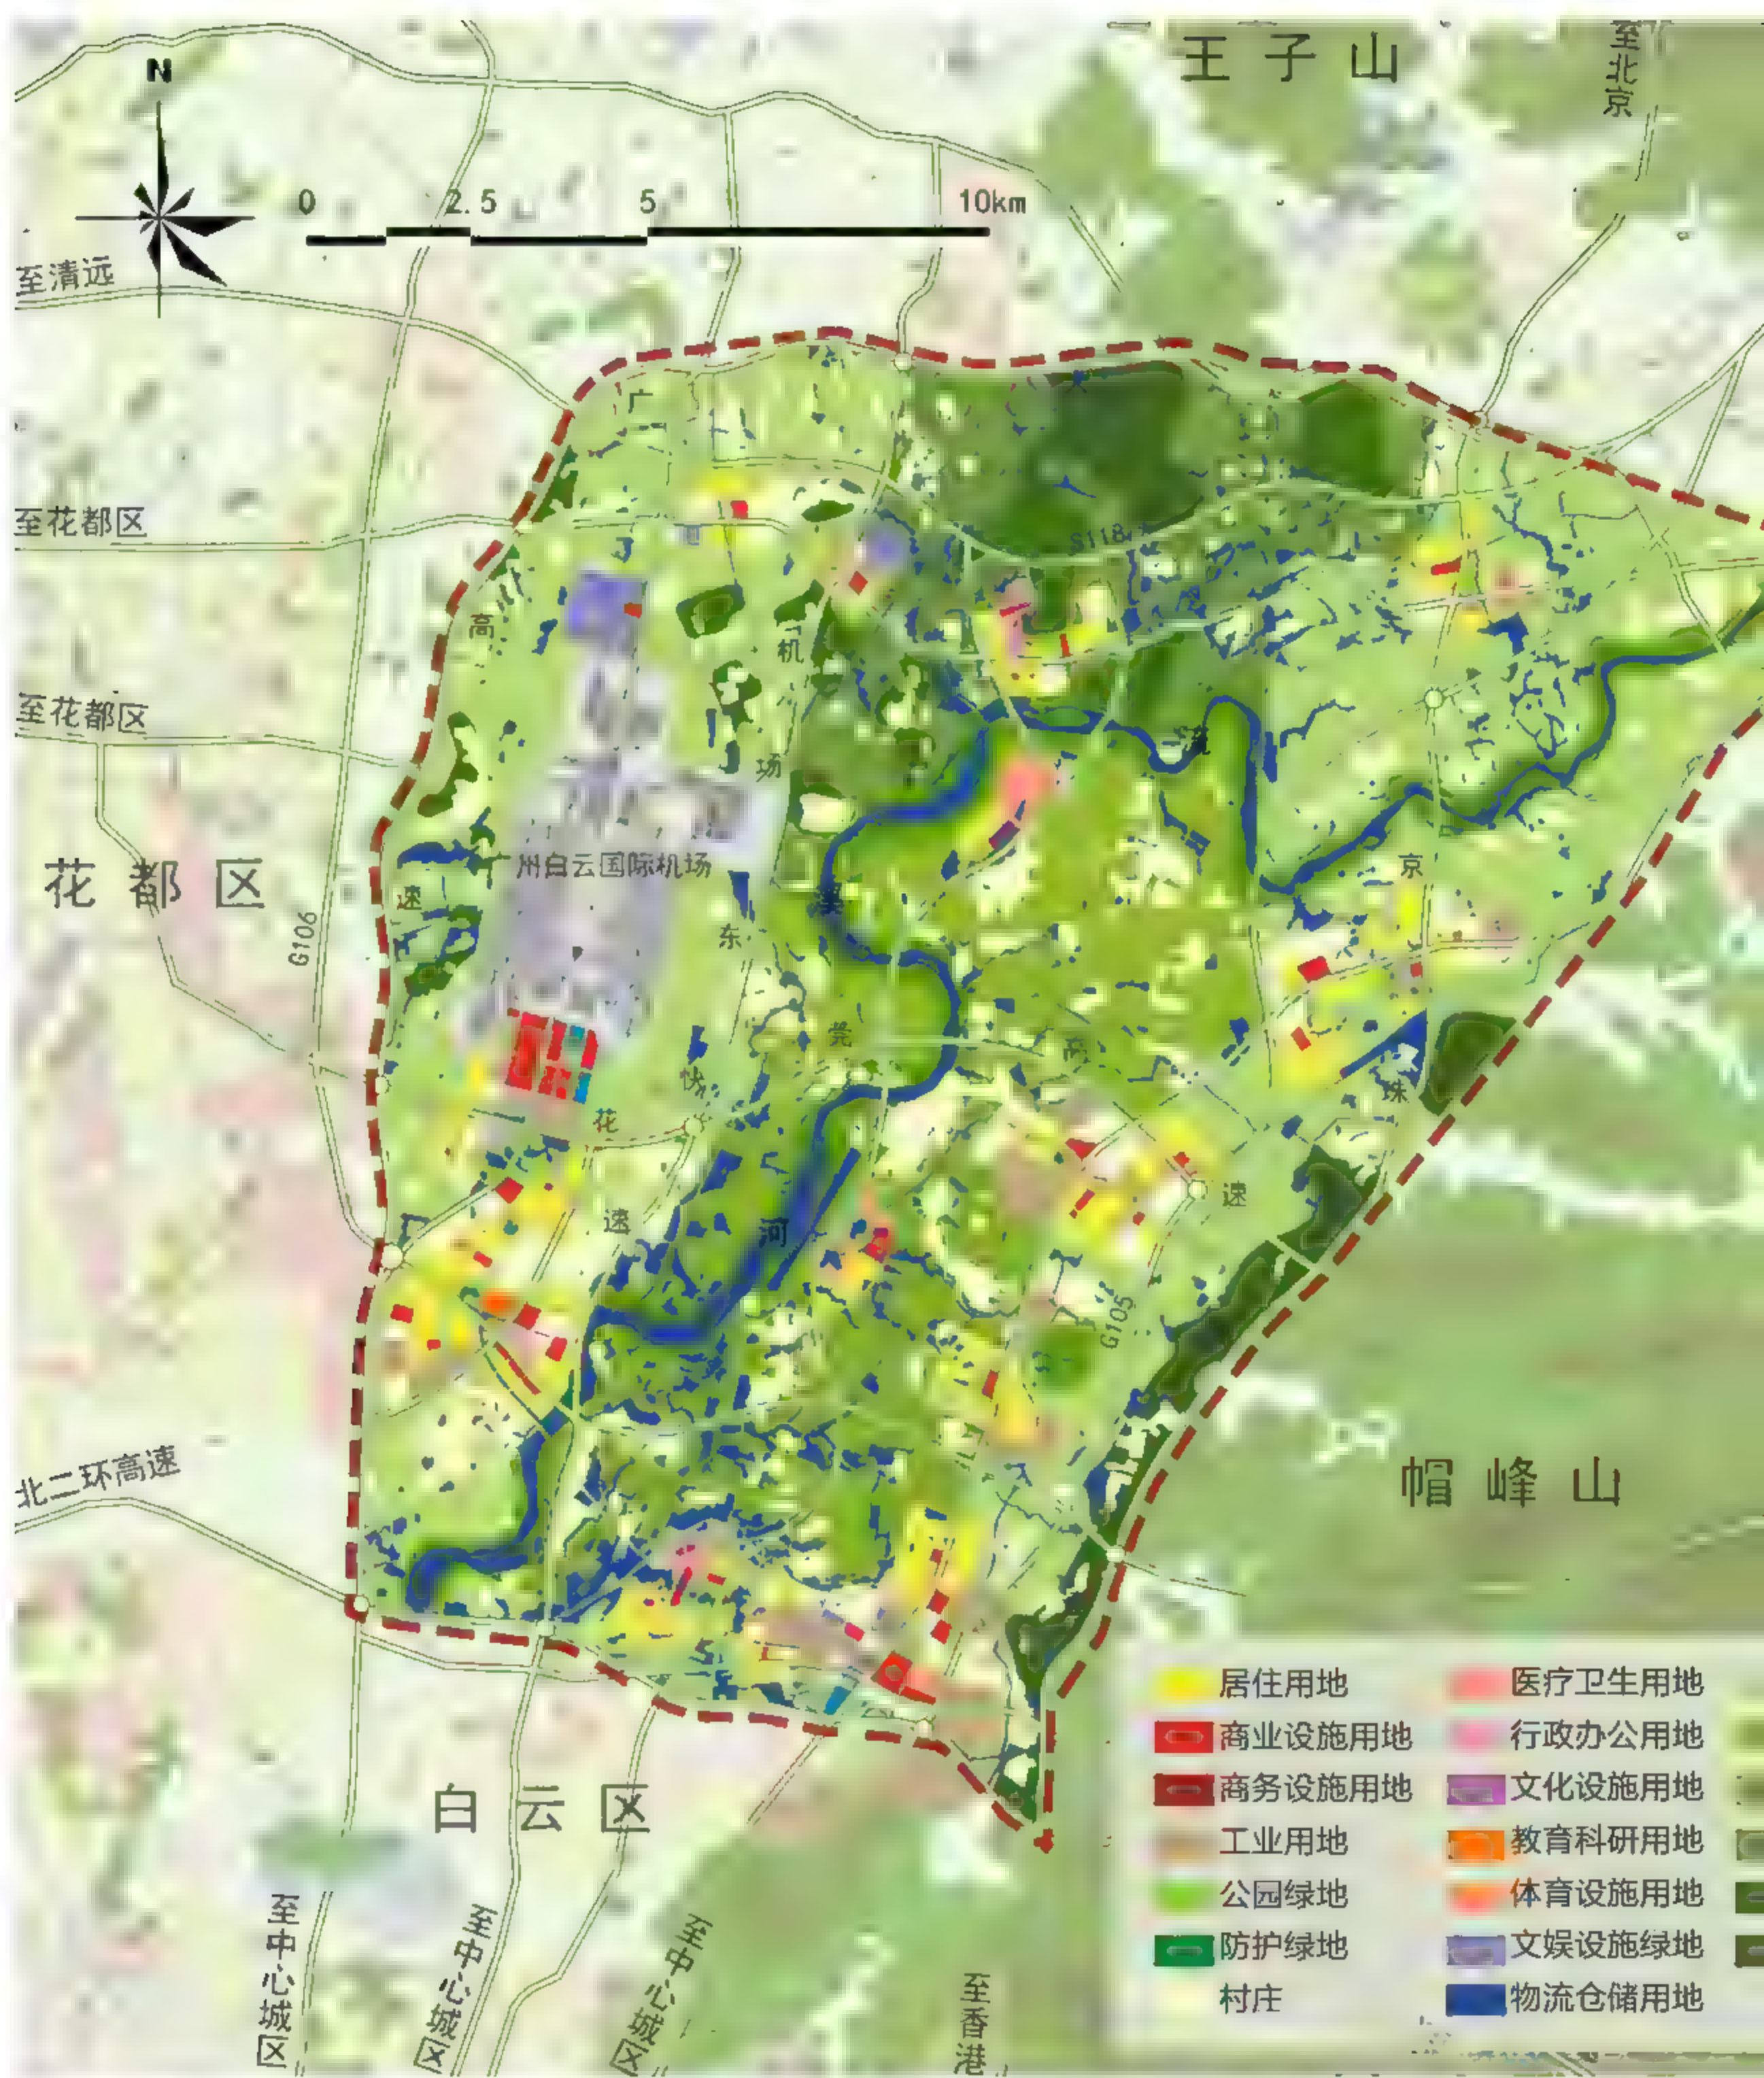 王子山
至北京
N
0 2.5 5 10km
至清远
广
至花都区
S118
高
机
至花都区
流
场
花都区
州白云国际机场
京
速
溪
G106
东
莞
高
珠
快
花
速
速
河
G105
帽峰山
北二环高速
居住用地
医疗卫生用地
商业设施用地
行政办公用地
商务设施用地
文化设施用地
工业用地
教育科研用地
公园绿地
体育设施用地
防护绿地
文娱设施绿地
村庄
物流仓储用地
白云区
至中心城区
至中心城区
至中心城区
至香港